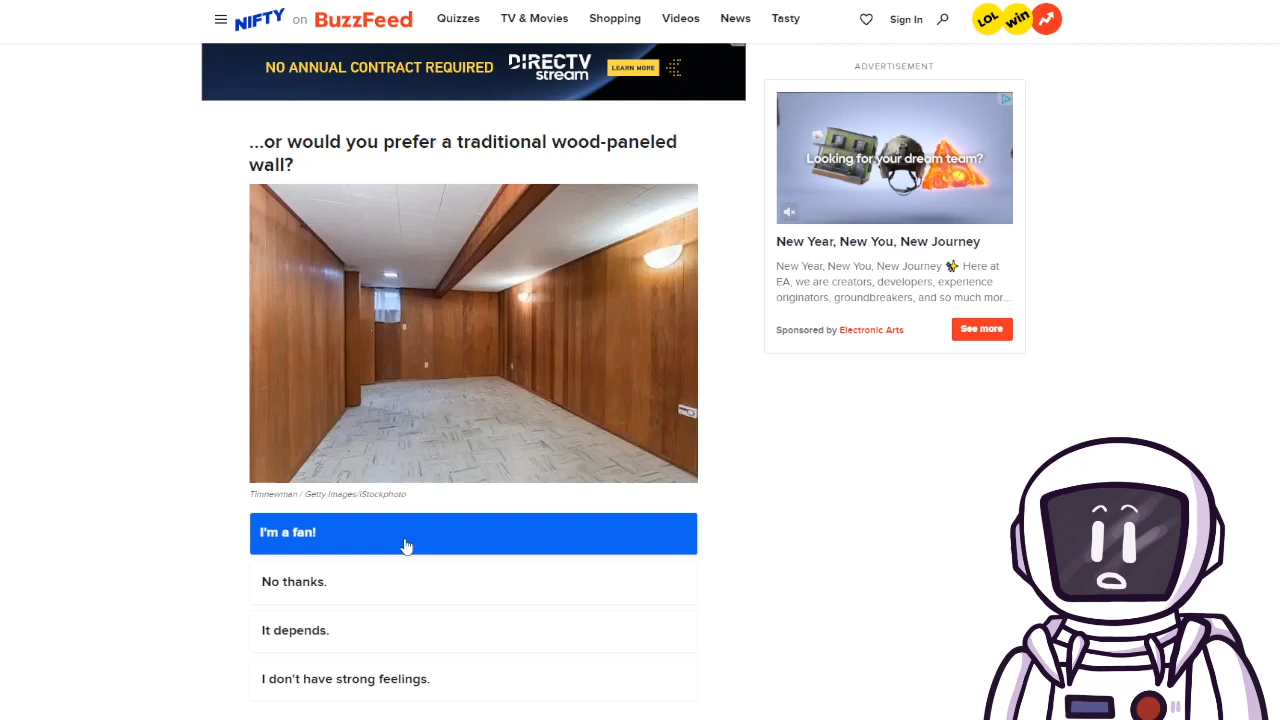 NIFTY on BuzzFeed Quizzes TV & Movies Shopping Videos News Tasty Sign In LOL win
NO ANNUAL CONTRACT REQUIRED DIRECTV stream LEARN MORE
...or would you prefer a traditional wood-paneled
wall?
Timnewman / Getty Images/iStockphoto
I'm a fan!
No thanks.
It depends.
I don't have strong feelings.
ADVERTISEMENT
Looking for your dream team?
New Year, New You, New Journey
New Year, New You, New Journey ✨ Here at
EA, we are creators, developers, experience
originators, groundbreakers, and so much mor...
Sponsored by Electronic Arts See more